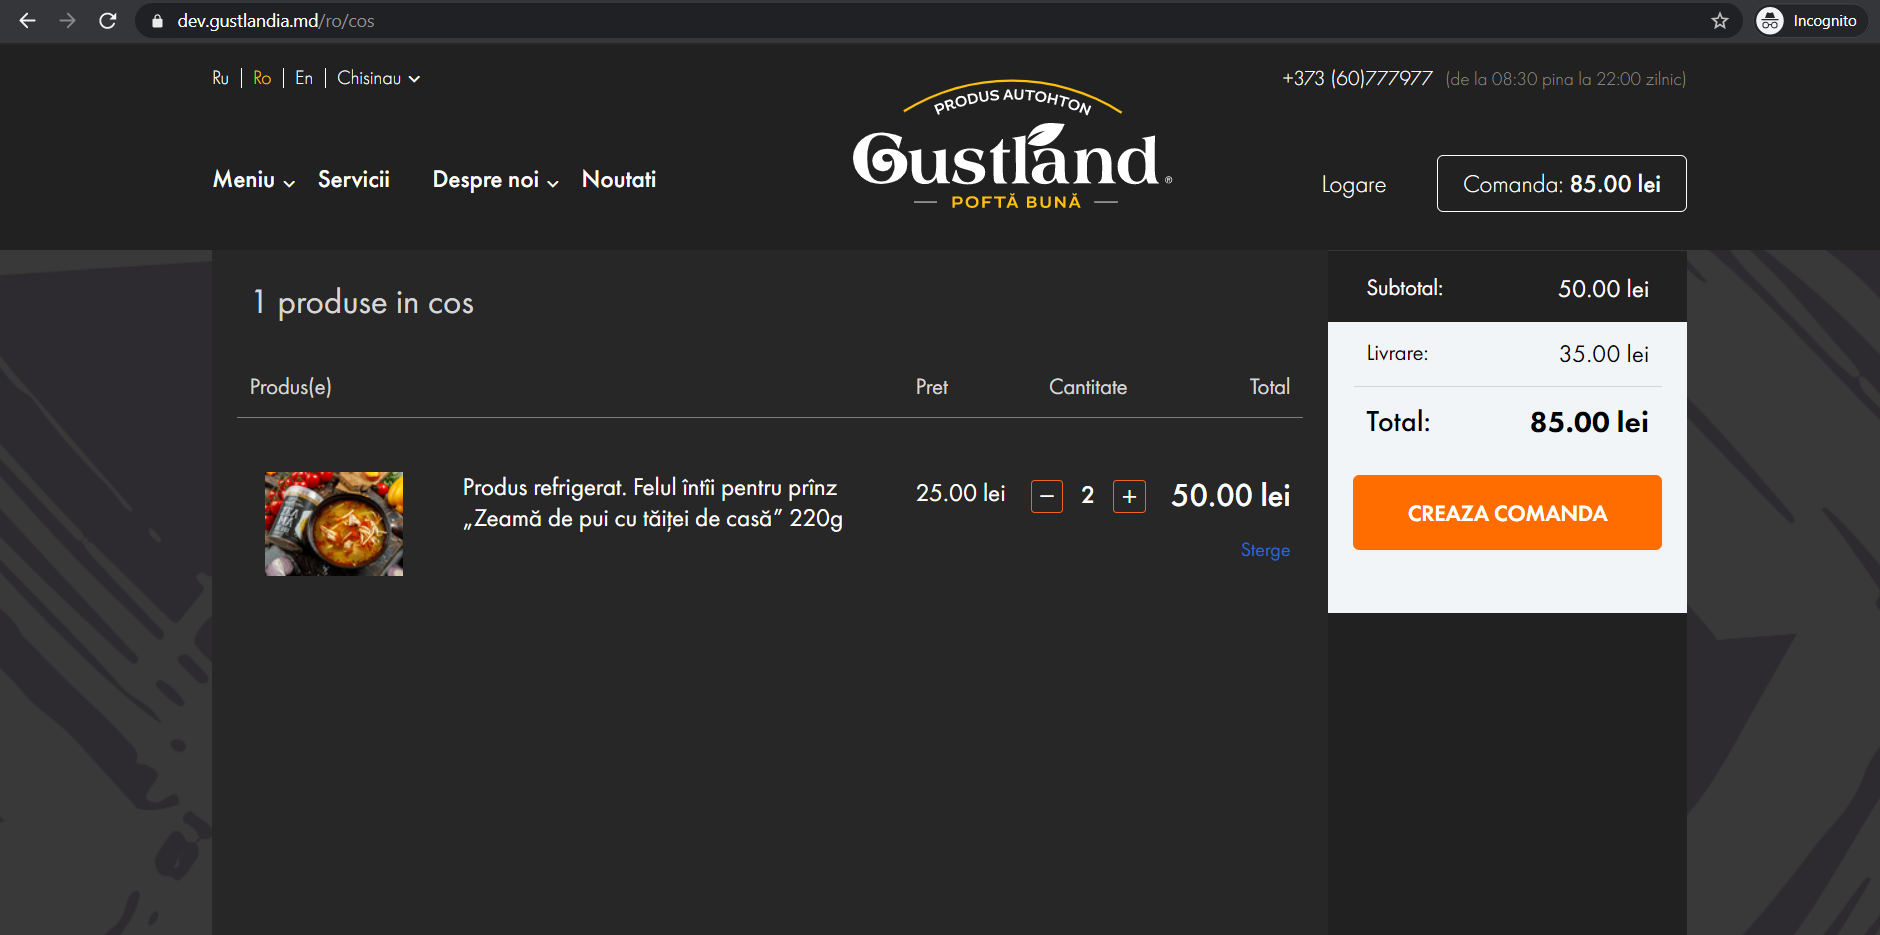 dev.gustlandia.md/ro/cos
Incognito
Ru | Ro | En | Chisinau
+373 (60)777977 (de la 08:30 pina la 22:00 zilnic)
PRODUS AUTOHTON
Gustland®
POFTĂ BUNĂ
Meniu Servicii Despre noi Noutati
Logare
Comanda: 85.00 lei
1 produse in cos
Produs(e) Pret Cantitate Total
Produs refrigerat. Felul întîi pentru prînz
„Zeamă de pui cu tăiței de casă” 220g
25.00 lei − 2 + 50.00 lei
Sterge
Subtotal: 50.00 lei
Livrare: 35.00 lei
Total: 85.00 lei
CREAZA COMANDA